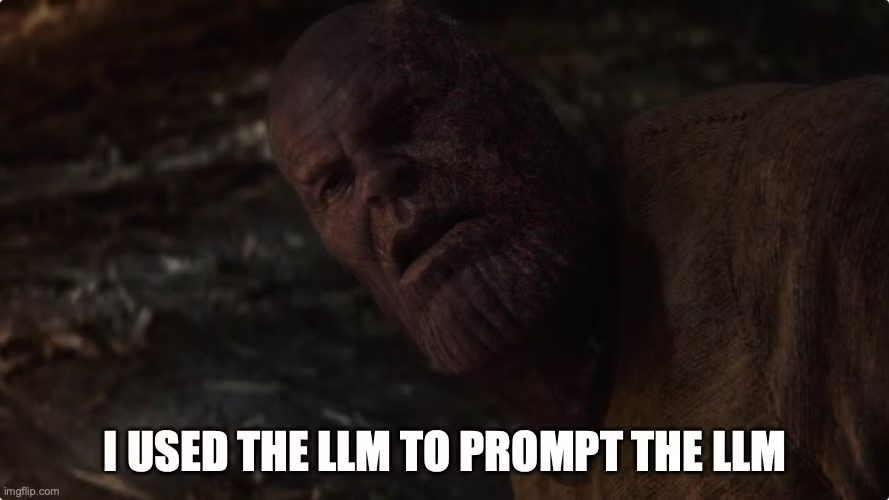 I USED THE LLM TO PROMPT THE LLM
imgflip.com